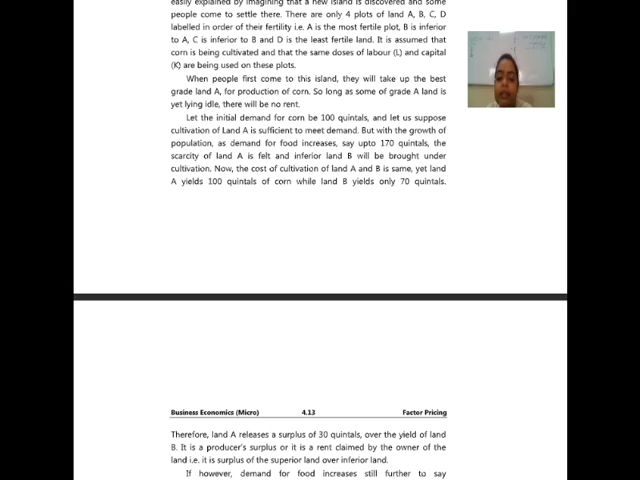 easily explained by imagining that a new island is discovered and some
people come to settle there. There are only 4 plots of land A, B, C, D
labelled in order of their fertility i.e. A is the most fertile plot, B is inferior
to A, C is inferior to B and D is the least fertile land. It is assumed that
corn is being cultivated and that the same doses of labour (L) and capital
(K) are being used on these plots.
When people first come to this island, they will take up the best
grade land A, for production of corn. So long as some of grade A land is
yet lying idle, there will be no rent.
Let the initial demand for corn be 100 quintals, and let us suppose
cultivation of Land A is sufficient to meet demand. But with the growth of
population, as demand for food increases, say upto 170 quintals, the
scarcity of land A is felt and inferior land B will be brought under
cultivation. Now, the cost of cultivation of land A and B is same, yet land
A yields 100 quintals of corn while land B yields only 70 quintals.
Business Economics (Micro) 4.13 Factor Pricing
Therefore, land A releases a surplus of 30 quintals, over the yield of land
B. It is a producer's surplus or it is a rent claimed by the owner of the
land i.e. it is surplus of the superior land over inferior land.
If however, demand for food increases still further to say